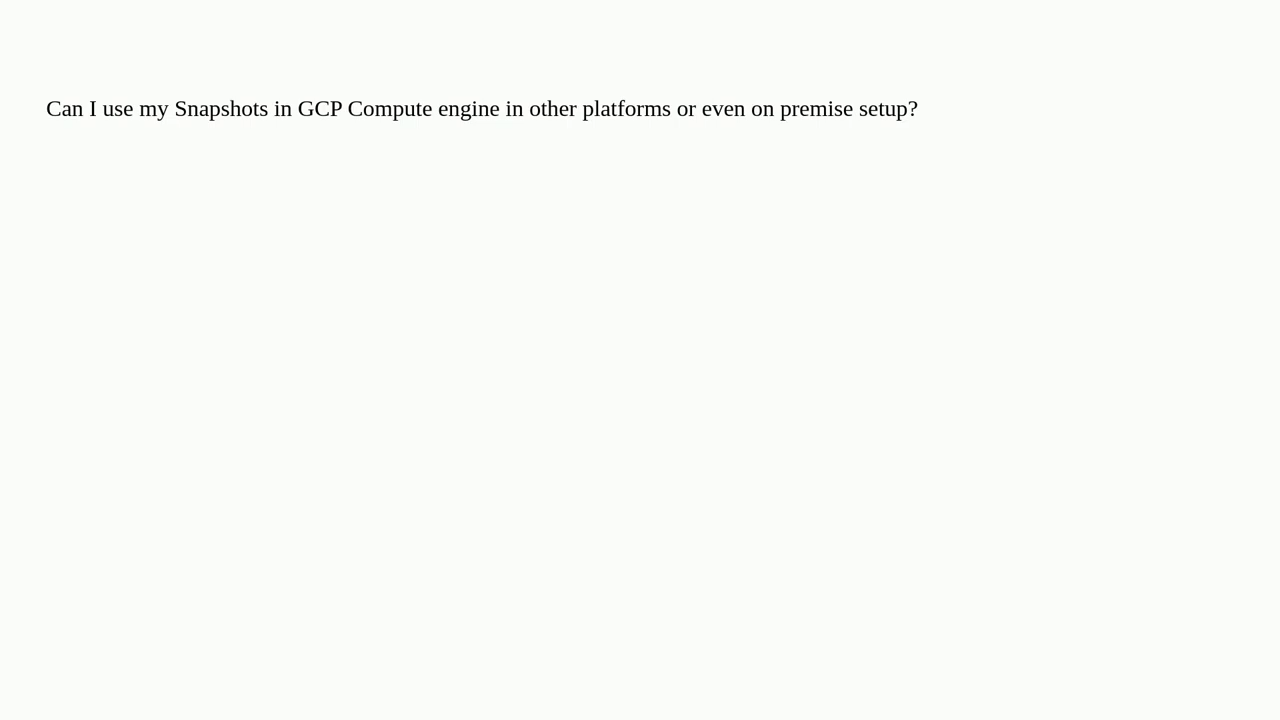 Can I use my Snapshots in GCP Compute engine in other platforms or even on premise setup?